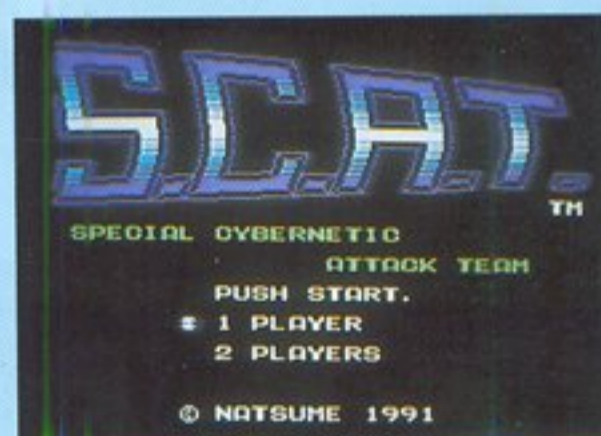 S.C.A.T.
TM
SPECIAL CYBERNETIC
ATTACK TEAM
PUSH START.
1 PLAYER
2 PLAYERS
© NATSUME 1991